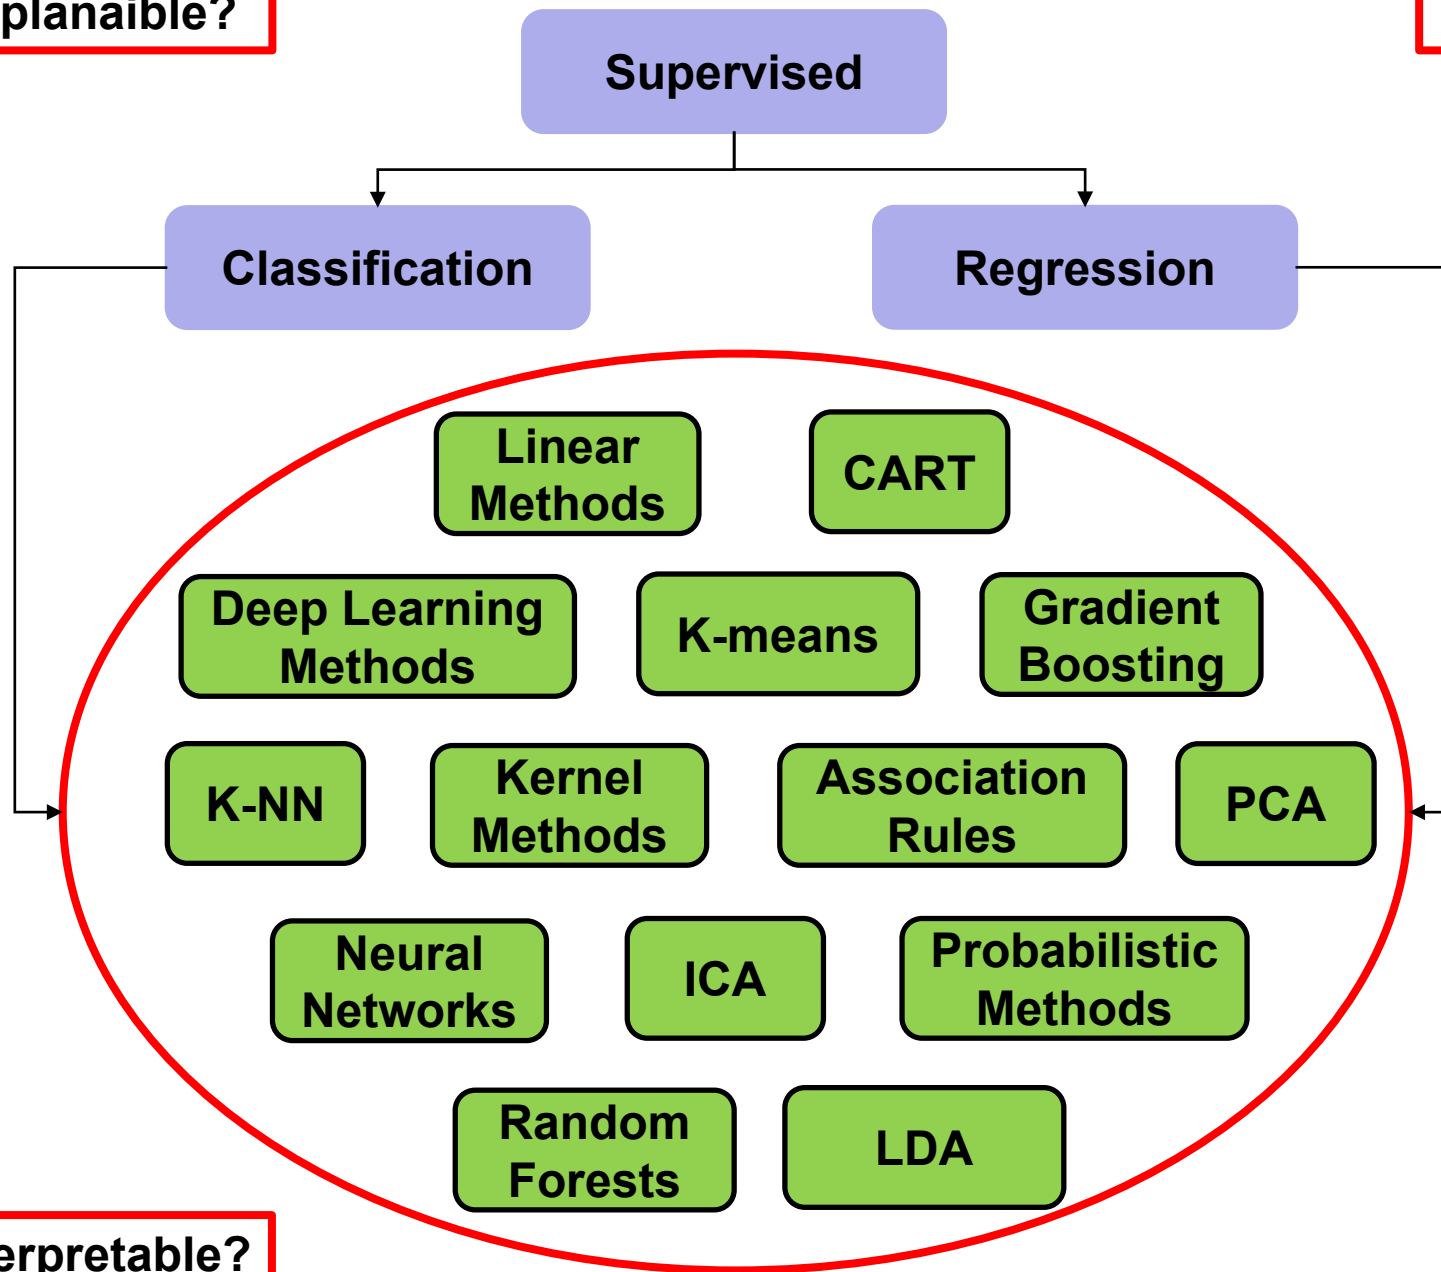 planaible?
Supervised
Classification
Regression
Linear
Methods
CART
Deep Learning
Methods
K-means
Gradient
Boosting
K-NN
Kernel
Methods
Association
Rules
PCA
Neural
Networks
ICA
Probabilistic
Methods
Random
Forests
LDA
erpretable?